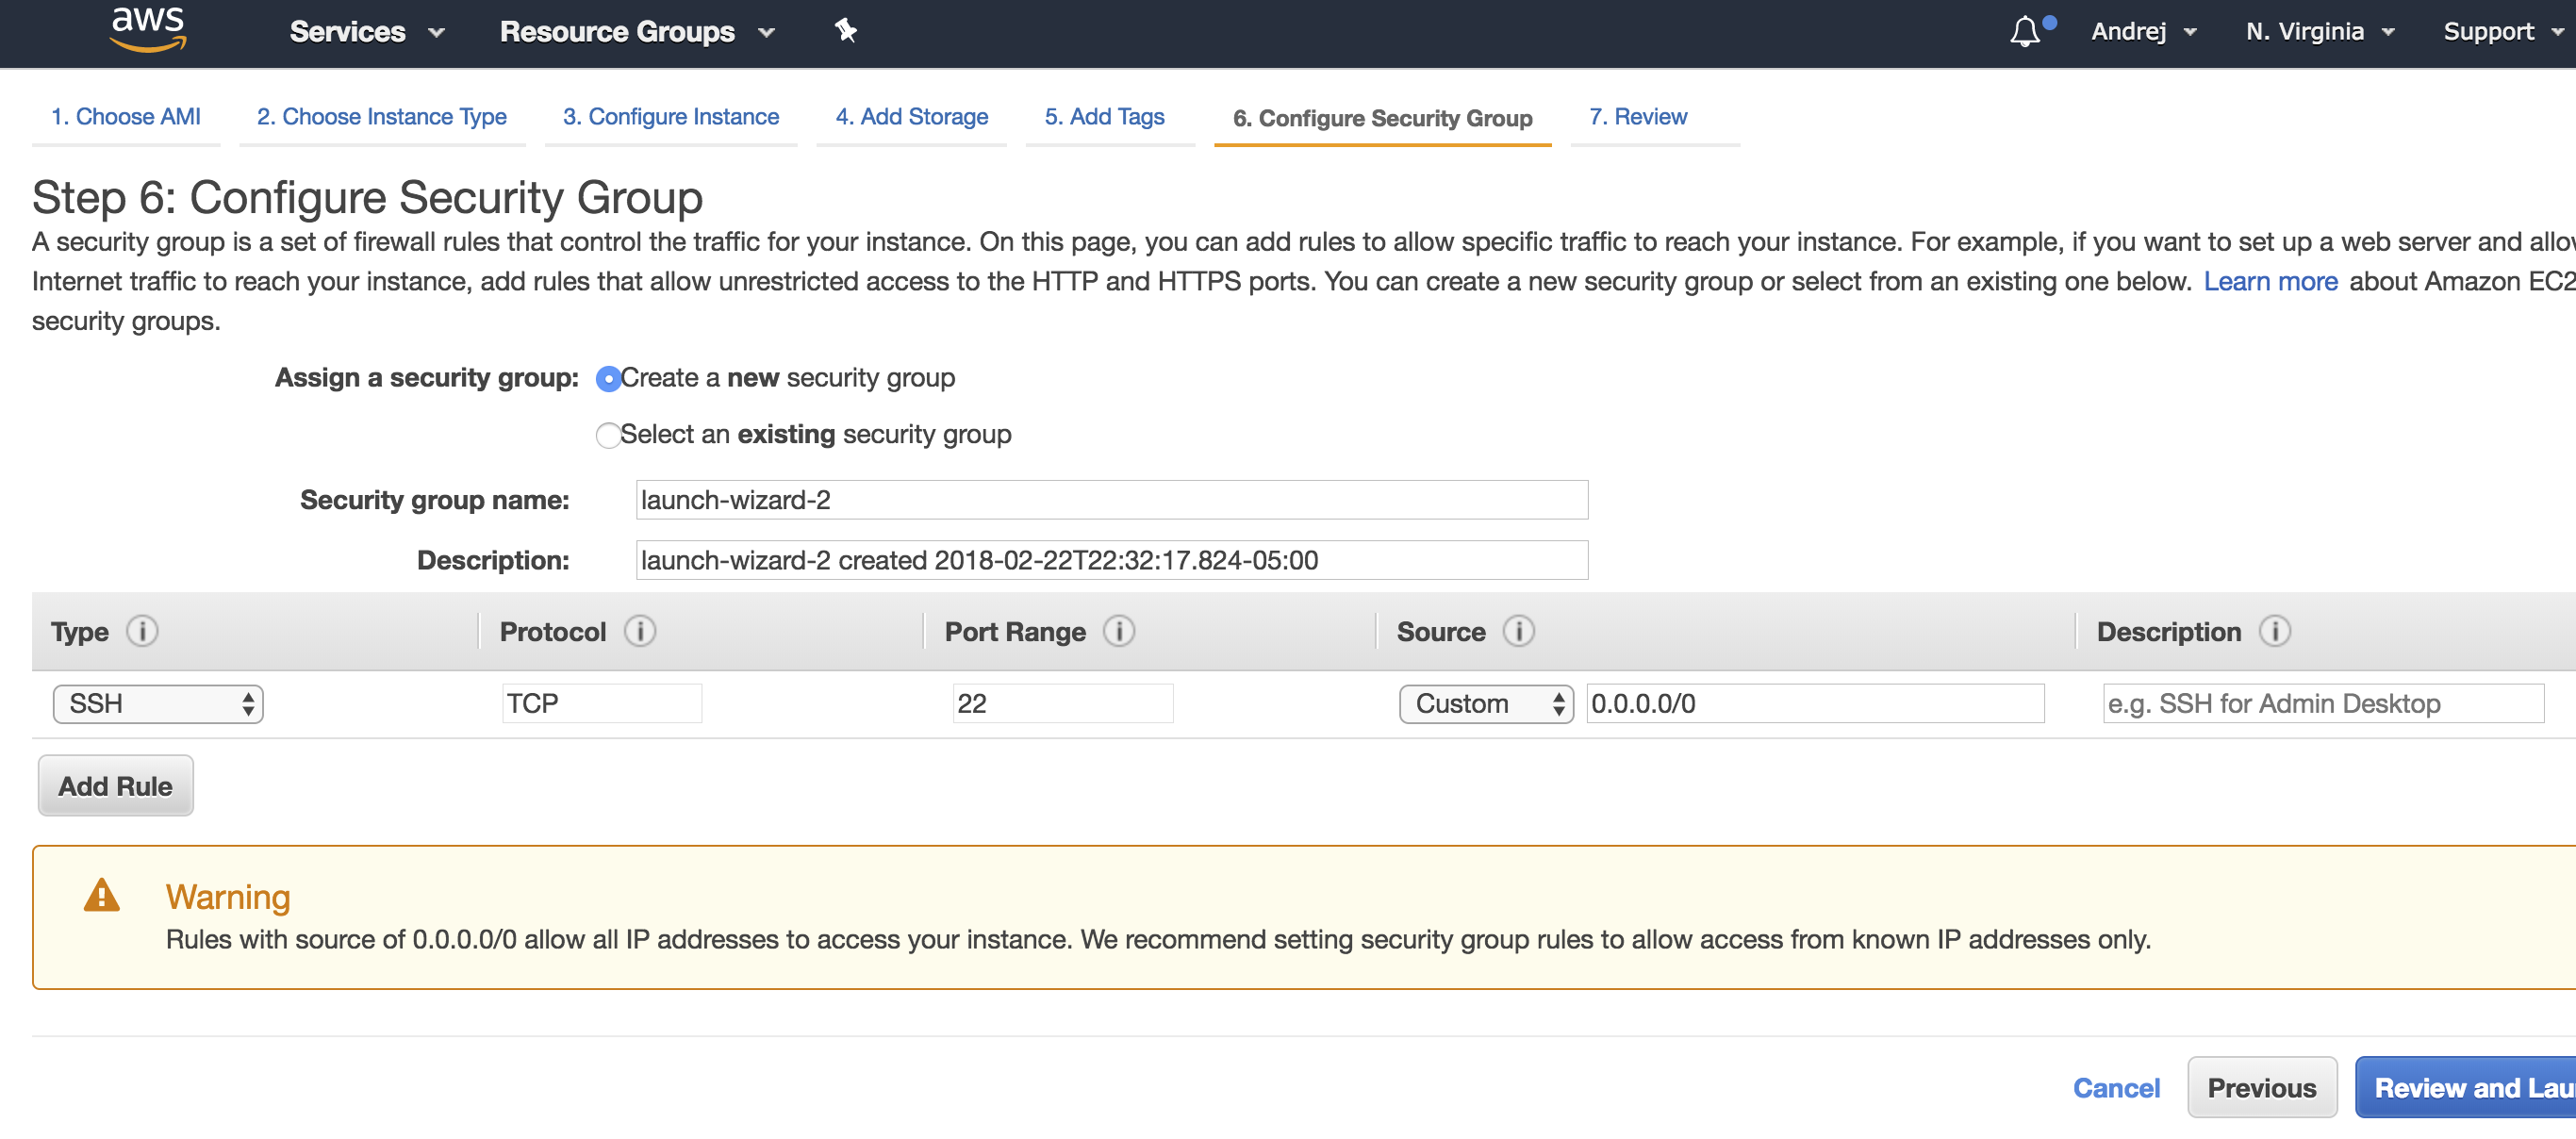 aws Services Resource Groups Andrej N. Virginia Support
1. Choose AMI 2. Choose Instance Type 3. Configure Instance 4. Add Storage 5. Add Tags 6. Configure Security Group 7. Review
Step 6: Configure Security Group
A security group is a set of firewall rules that control the traffic for your instance. On this page, you can add rules to allow specific traffic to reach your instance. For example, if you want to set up a web server and allow
Internet traffic to reach your instance, add rules that allow unrestricted access to the HTTP and HTTPS ports. You can create a new security group or select from an existing one below. Learn more about Amazon EC2
security groups.
Assign a security group: Create a new security group
Select an existing security group
Security group name: launch-wizard-2
Description: launch-wizard-2 created 2018-02-22T22:32:17.824-05:00
Type Protocol Port Range Source Description
SSH TCP 22 Custom 0.0.0.0/0 e.g. SSH for Admin Desktop
Add Rule
Warning
Rules with source of 0.0.0.0/0 allow all IP addresses to access your instance. We recommend setting security group rules to allow access from known IP addresses only.
Cancel Previous Review and Lau